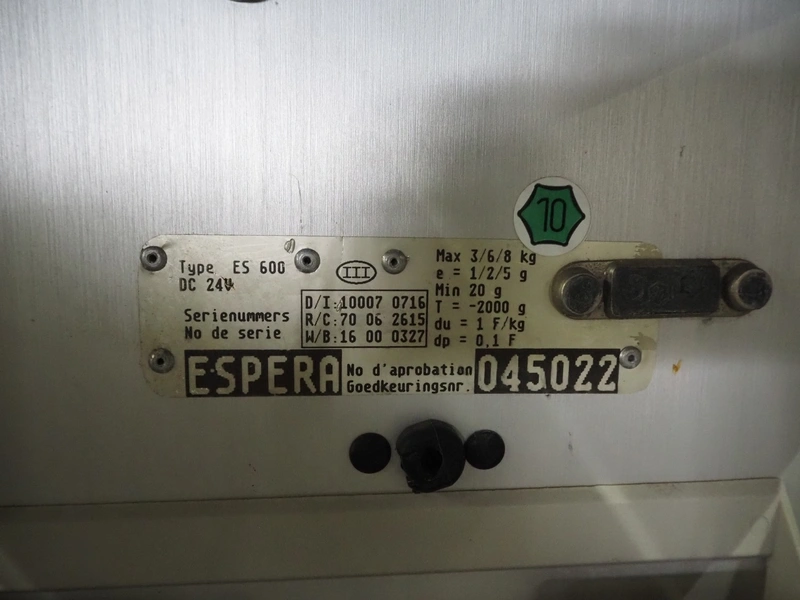 10
Type ES 600
DC 24V
III
Max 3/6/8 kg
e = 1/2/5 g
Min 20 g
T = -2000 g
du = 1 F/kg
dp = 0,1 F
Serienummers
No de serie
D/I:10007 0716
R/C:70 06 2615
W/B:16 00 0327
ESPERA
No d'aprobation
Goedkeuringsnr.
045022